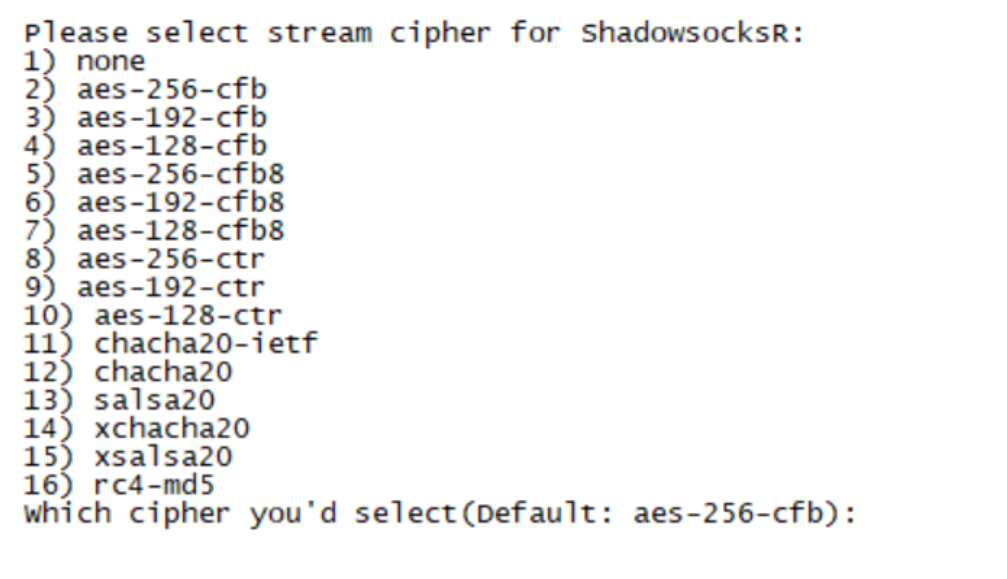 Please select stream cipher for ShadowsocksR:
1) none
2) aes-256-cfb
3) aes-192-cfb
4) aes-128-cfb
5) aes-256-cfb8
6) aes-192-cfb8
7) aes-128-cfb8
8) aes-256-ctr
9) aes-192-ctr
10) aes-128-ctr
11) chacha20-ietf
12) chacha20
13) salsa20
14) xchacha20
15) xsalsa20
16) rc4-md5
Which cipher you'd select(Default: aes-256-cfb):